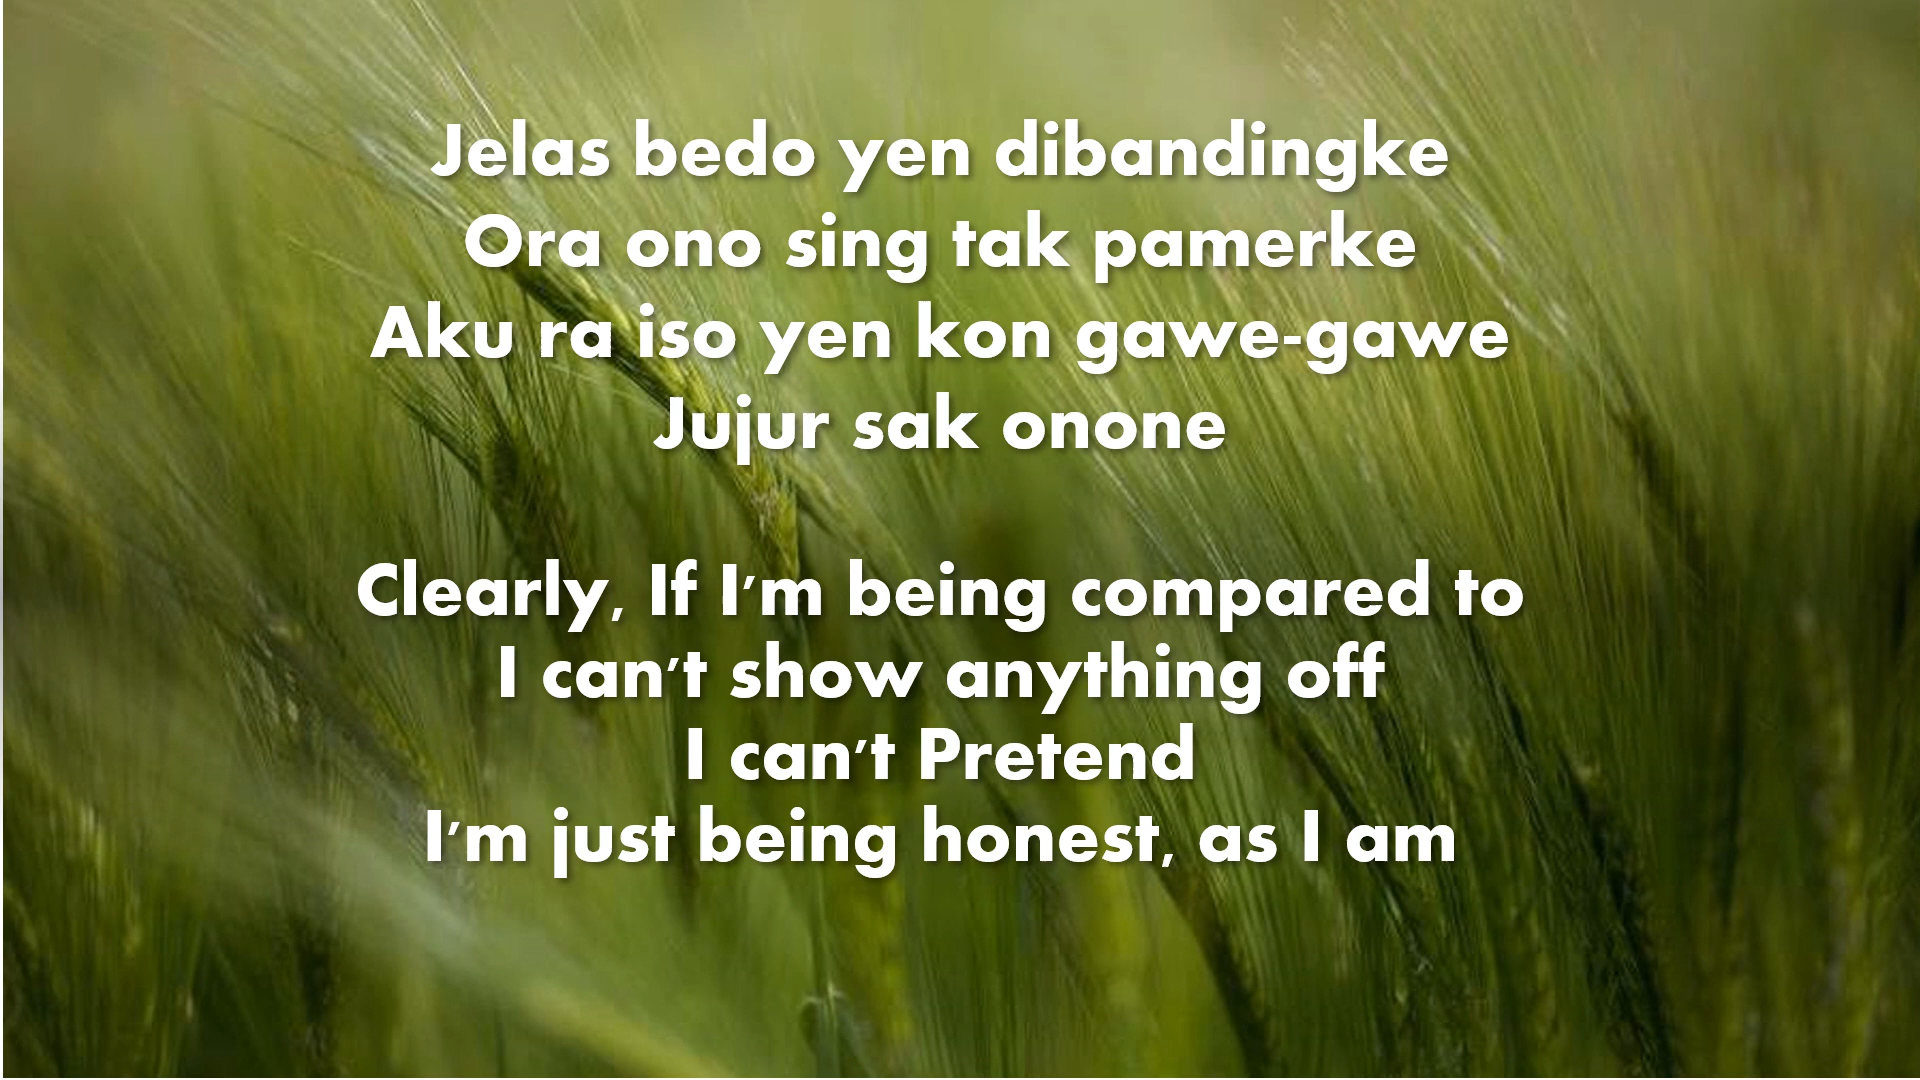 Jelas bedo yen dibandingke
Ora ono sing tak pamerke
Aku ra iso yen kon gawe-gawe
Jujur sak onone
Clearly, If I'm being compared to
I can't show anything off
I can't Pretend
I'm just being honest, as I am